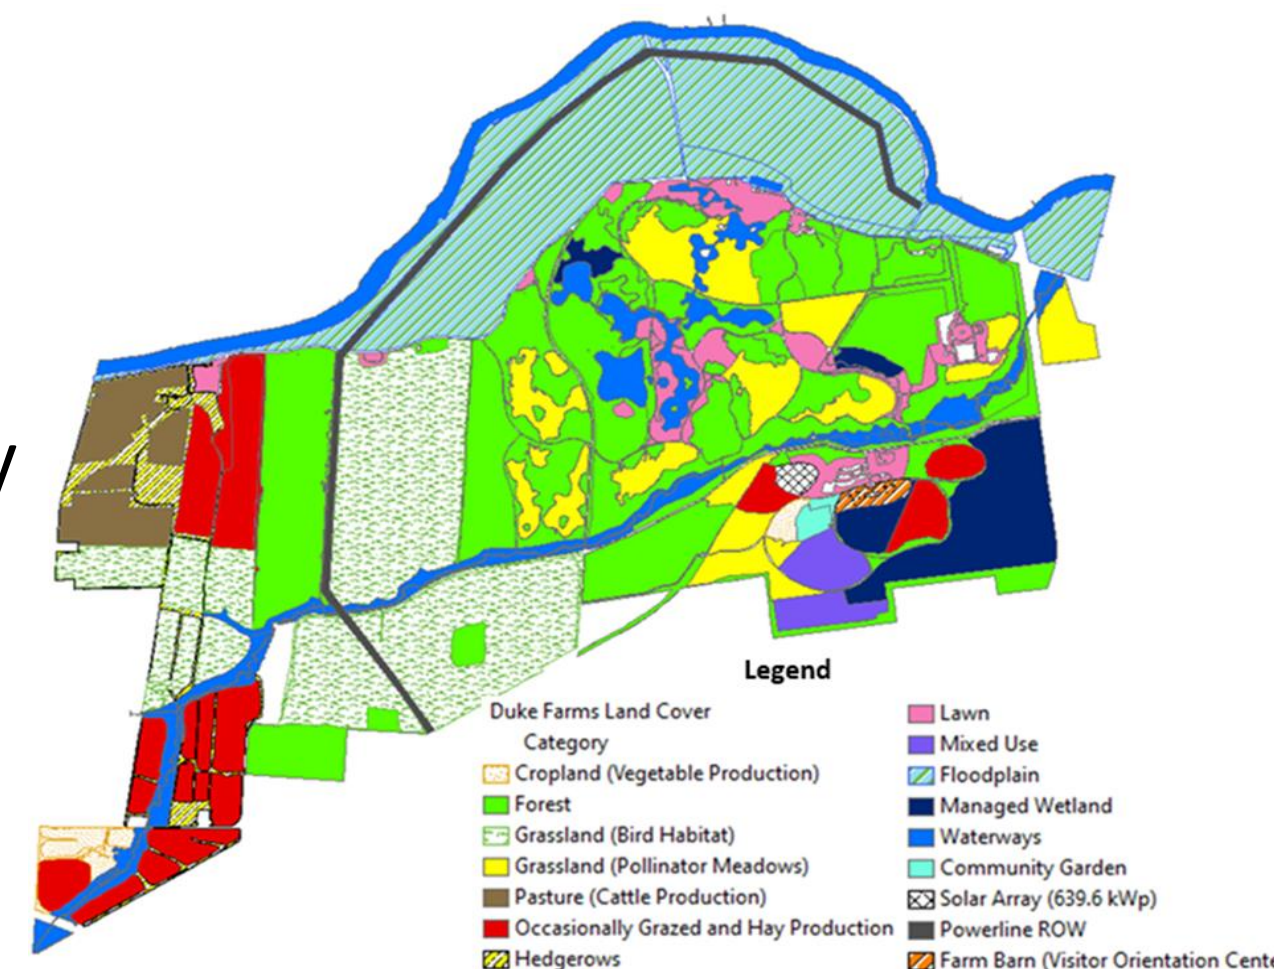 Legend
Duke Farms Land Cover
Category
Cropland (Vegetable Production)
Forest
Grassland (Bird Habitat)
Grassland (Pollinator Meadows)
Pasture (Cattle Production)
Occasionally Grazed and Hay Production
Hedgerows
Lawn
Mixed Use
Floodplain
Managed Wetland
Waterways
Community Garden
Solar Array (639.6 kWp)
Powerline ROW
Farm Barn (Visitor Orientation Cente